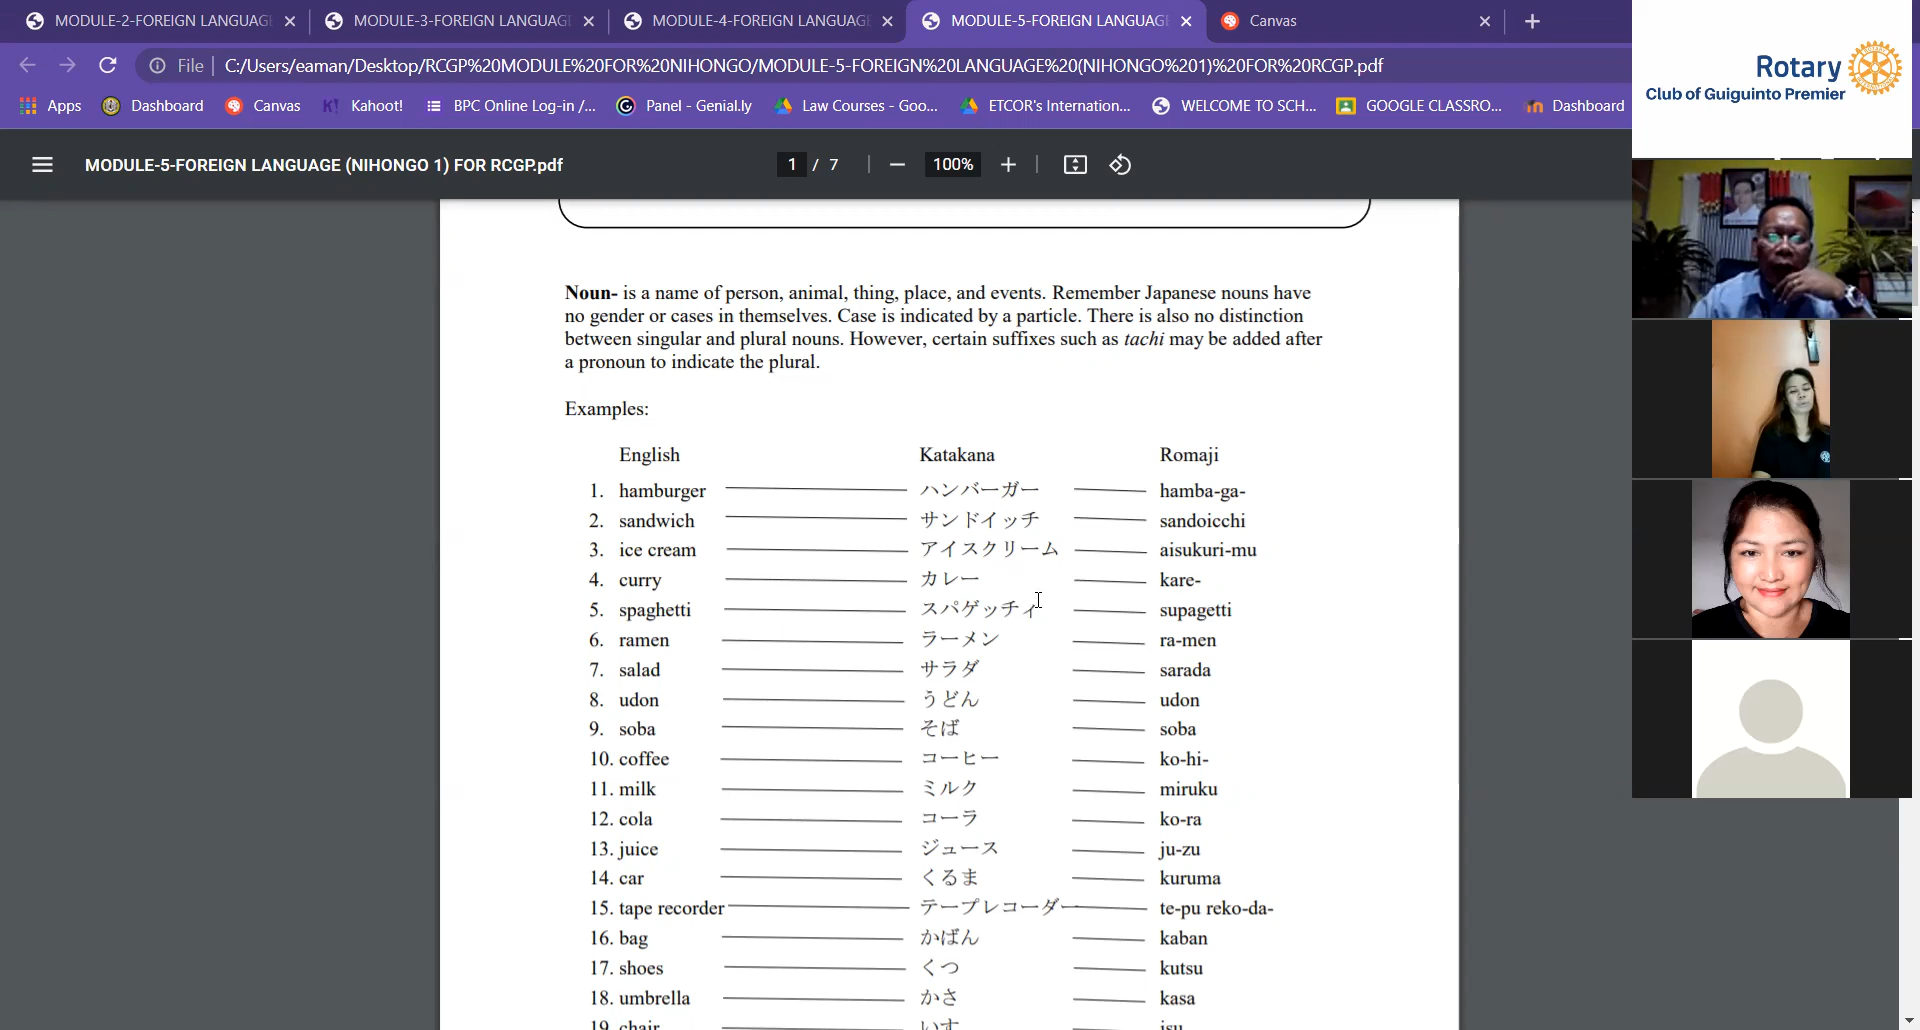 MODULE-2-FOREIGN LANGUAGE
MODULE-3-FOREIGN LANGUAG
MODULE-4-FOREIGN LANGUAGE
MODULE-5-FOREIGN LANGUAGE
Canvas
File
C:/Users/eaman/Desktop/RCGP%20MODULE%20FOR%20NIHONGO/MODULE-5-FOREIGN%20LANGUAGE%20(NIHONGO%201)%20FOR%20RCGP.pdf
Apps
Dashboard
Canvas
Kahoot!
BPC Online Log-in /...
Panel - Genial.ly
Law Courses - Goo...
ETCOR's Internation...
WELCOME TO SCH...
GOOGLE CLASSRO...
Dashboard
Rotary
Club of Guiguinto Premier
MODULE-5-FOREIGN LANGUAGE (NIHONGO 1) FOR RCGP.pdf
1 / 7
100%
Noun- is a name of person, animal, thing, place, and events. Remember Japanese nouns have
no gender or cases in themselves. Case is indicated by a particle. There is also no distinction
between singular and plural nouns. However, certain suffixes such as tachi may be added after
a pronoun to indicate the plural.
Examples:
English Katakana Romaji
1. hamburger ハンバーガー hamba-ga-
2. sandwich サンドイッチ sandoicchi
3. ice cream アイスクリーム aisukuri-mu
4. curry カレー kare-
5. spaghetti スパゲッチィ supagetti
6. ramen ラーメン ra-men
7. salad サラダ sarada
8. udon うどん udon
9. soba そば soba
10. coffee コーヒー ko-hi-
11. milk ミルク miruku
12. cola コーラ ko-ra
13. juice ジュース ju-zu
14. car くるま kuruma
15. tape recorder テープレコーダー te-pu reko-da-
16. bag かばん kaban
17. shoes くつ kutsu
18. umbrella かさ kasa
19. chair いす isu